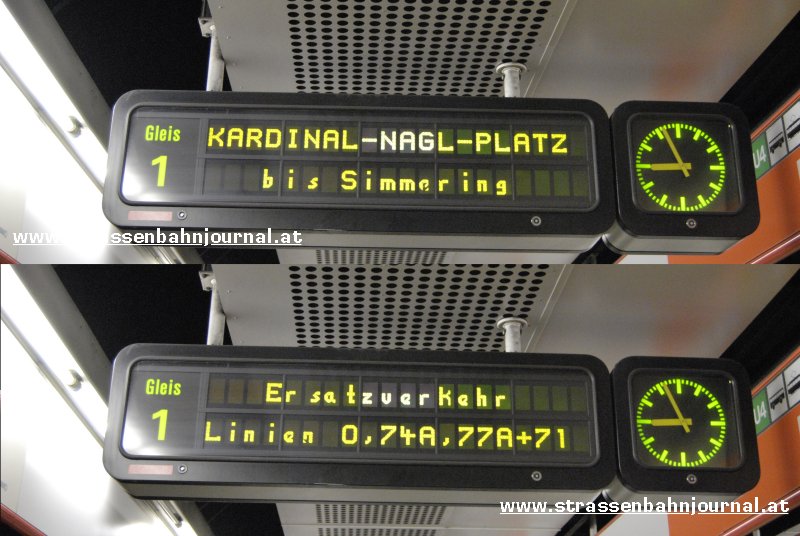 Gleis
1
KARDINAL-NAGL-PLATZ
bis Simmering
U4
www.strassenbahnjournal.at
Gleis
1
Ersatzverkehr
Linien O,74A,77A+71
U4
www.strassenbahnjournal.at